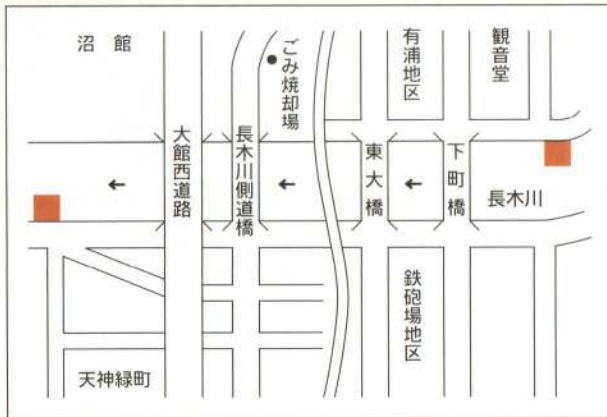 沼館
ごみ焼却場
有浦地区
観音堂
大館西道路
長木川側道橋
東大橋
下町橋
長木川
鉄砲場地区
天神緑町